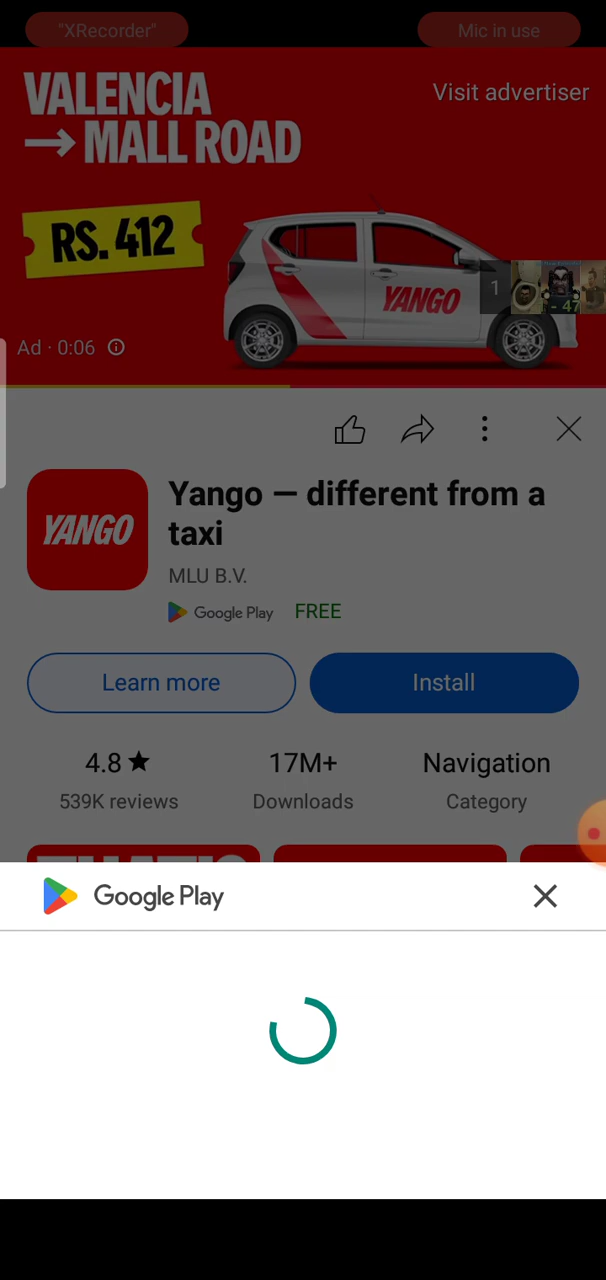 "XRecorder"
Mic in use
VALENCIA
→ MALL ROAD
Visit advertiser
RS. 412
YANGO
1
- 47
Ad · 0:06
YANGO
Yango — different from a
taxi
MLU B.V.
Google Play
FREE
Learn more
Install
4.8 ★
17M+
Navigation
539K reviews
Downloads
Category
Google Play